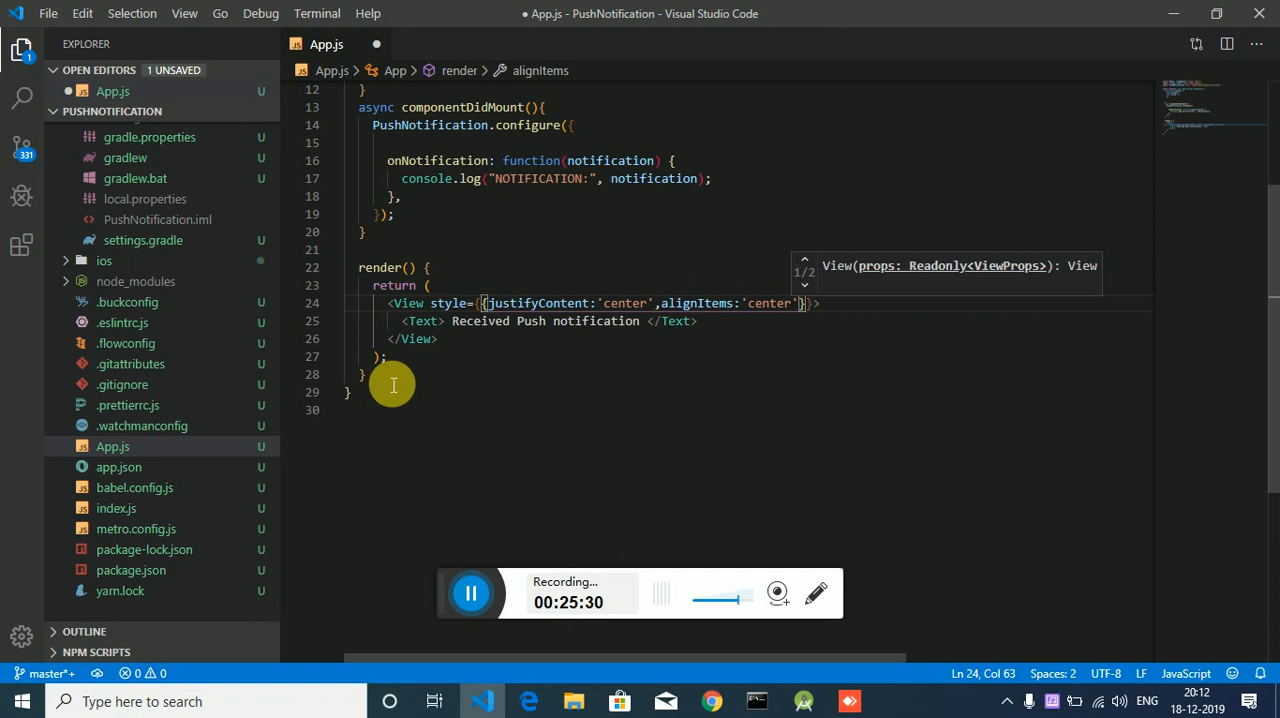 File Edit Selection View Go Debug Terminal Help
● App.js - PushNotification - Visual Studio Code
EXPLORER
App.js
OPEN EDITORS 1 UNSAVED
App.js U
App.js > App > render > alignItems
PUSHNOTIFICATION
gradle.properties U
gradlew U
gradlew.bat U
local.properties
PushNotification.iml
settings.gradle U
ios
node_modules
.buckconfig U
.eslintrc.js U
.flowconfig U
.gitattributes U
.gitignore U
.prettierrc.js U
.watchmanconfig U
App.js U
app.json U
babel.config.js U
index.js U
metro.config.js U
package-lock.json U
package.json U
yarn.lock U
OUTLINE
NPM SCRIPTS
1
331
12 }
13 async componentDidMount(){
14 PushNotification.configure({
15
16 onNotification: function(notification) {
17 console.log("NOTIFICATION:", notification);
18 },
19 });
20 }
21
22 render() {
23 return (
24 <View style={{justifyContent:'center',alignItems:'center'}}>
25 <Text> Received Push notification </Text>
26 </View>
27 );
28 }
29 }
30
1/2 View(props: Readonly<ViewProps>): View
Recording...
00:25:30
master*+ 0 0 Ln 24, Col 63 Spaces: 2 UTF-8 LF JavaScript
Type here to search
ENG
20:12
18-12-2019